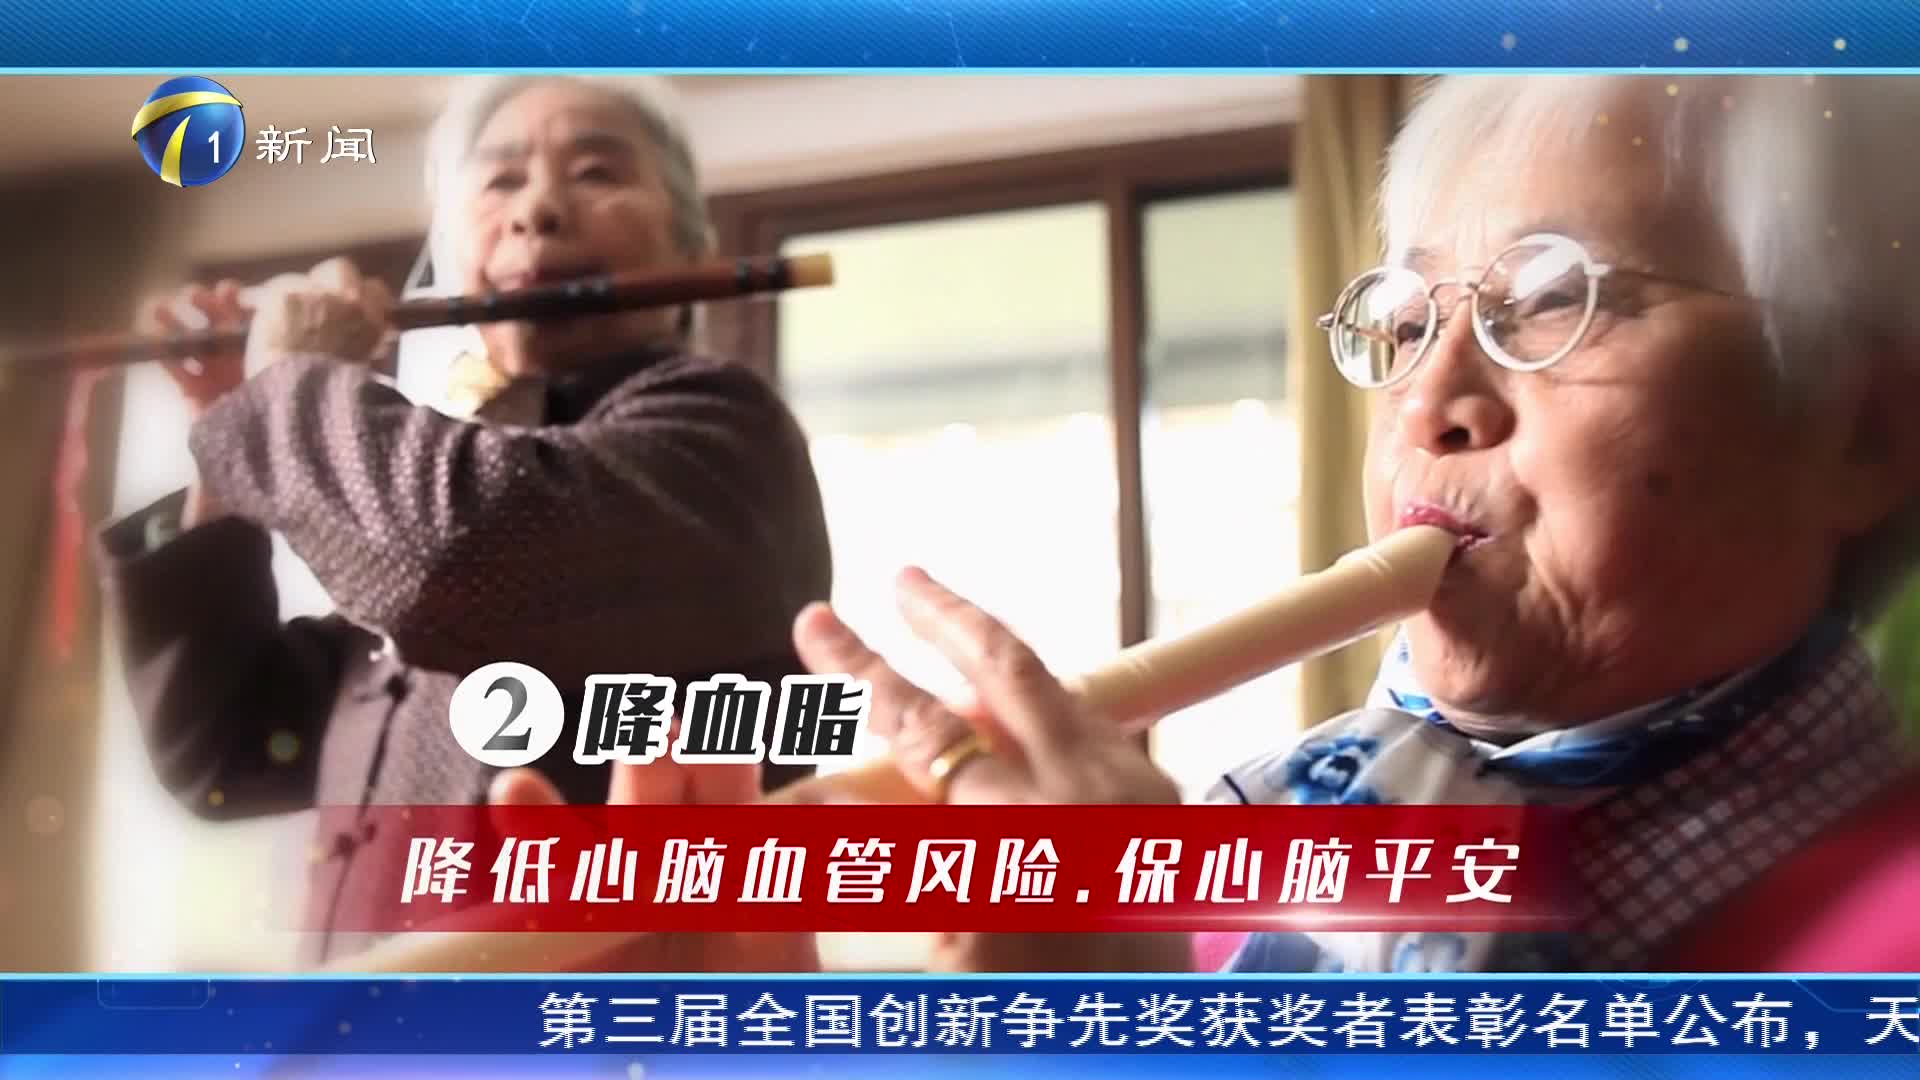 1 新闻
2 降血脂
降低心脑血管风险.保心脑平安
第三届全国创新争先奖获奖者表彰名单公布，天